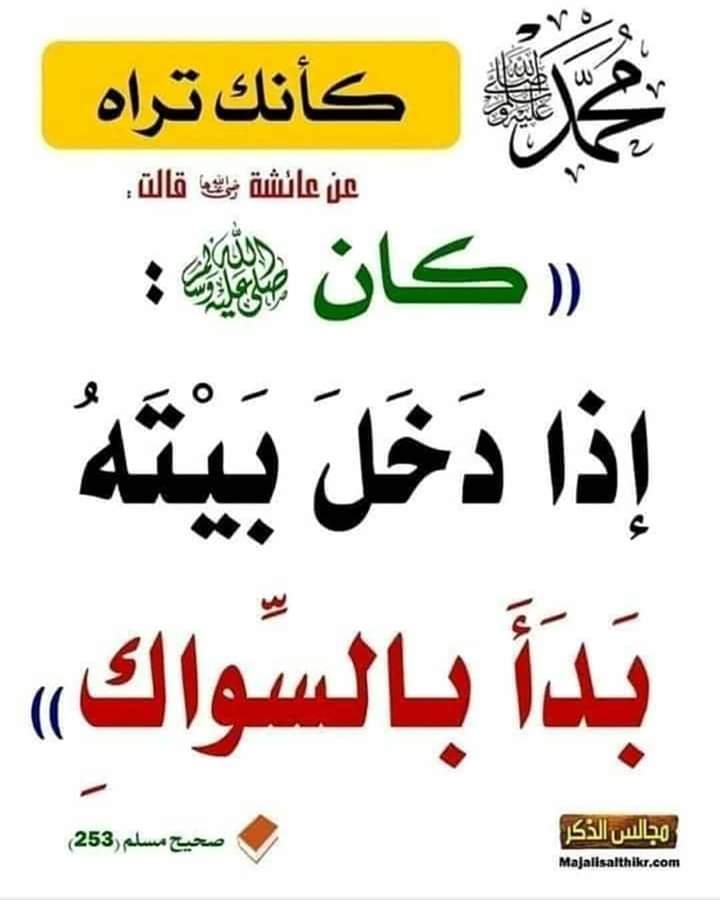 محمد صلى الله عليه وسلم
كأنك تراه
عن عائشة رضي الله عنها قالت :
(( كان صلى الله عليه وسلم :
إذا دَخَلَ بَيْتَهُ
بَدَأَ بالسِّواكِ ))
صحيح مسلم (253)
مجالس الذكر
Majalisalthikr.com